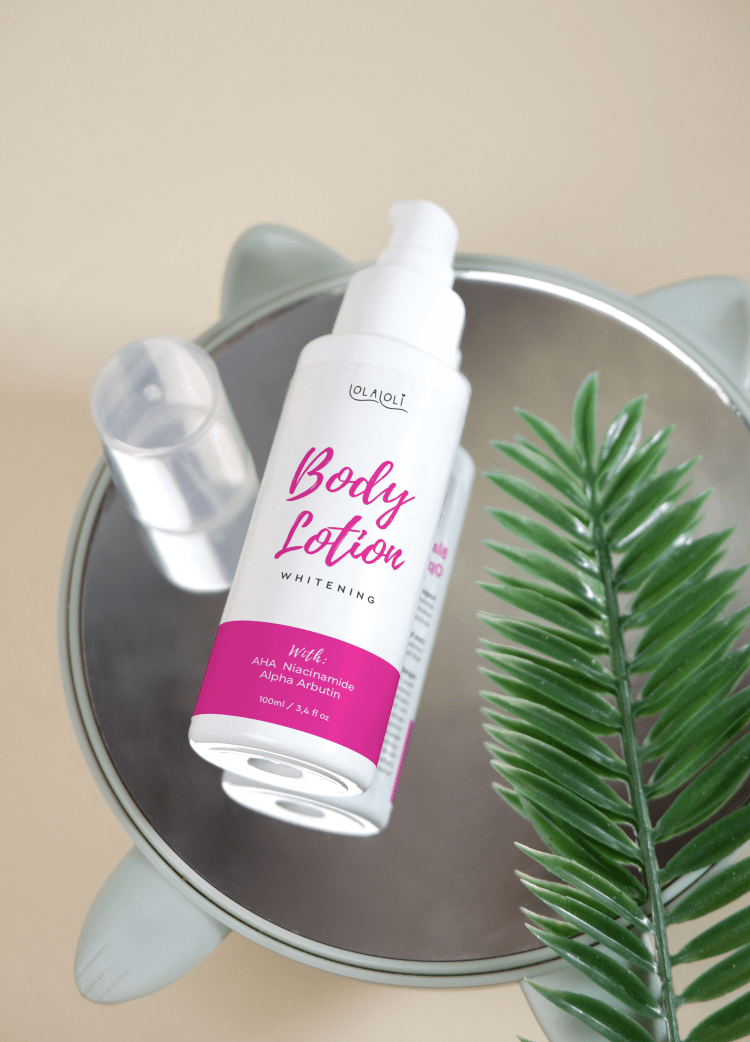 LOLALOLI
Body
Lotion
WHITENING
With:
AHA Niacinamide
Alpha Arbutin
100ml / 3,4 fl oz